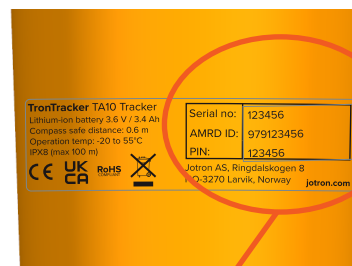 TronTracker TA10 Tracker
Lithium-ion battery 3.6 V / 3.4 Ah
Compass safe distance: 0.6 m
Operation temp: -20 to 55°C
IPX8 (max 100 m)
CE UK CA RoHS COMPLIANT
Serial no: 123456
AMRD ID: 979123456
PIN: 123456
Jotron AS, Ringdalskogen 8
NO-3270 Larvik, Norway jotron.com